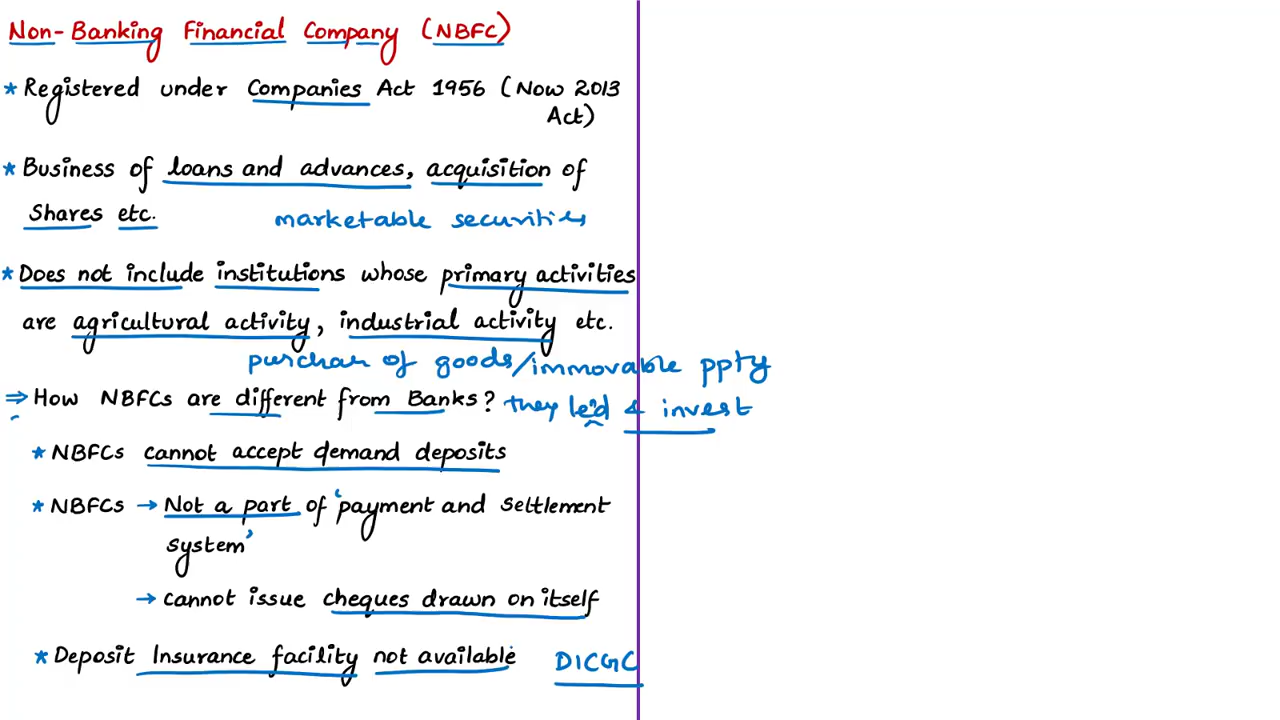 Non-Banking Financial Company (NBFC)
* Registered under Companies Act 1956 (Now 2013
Act)
* Business of loans and advances, acquisition of
Shares etc.
marketable securities
* Does not include institutions whose primary activities
are agricultural activity, industrial activity etc.
of goods/immovable ppty
⇒ How NBFCs are different from Banks?
they & invest
* NBFCs cannot accept demand deposits
* NBFCs → Not a part of 'payment and settlement
system'
→ cannot issue cheques drawn on itself
* Deposit Insurance facility not available
DICGC